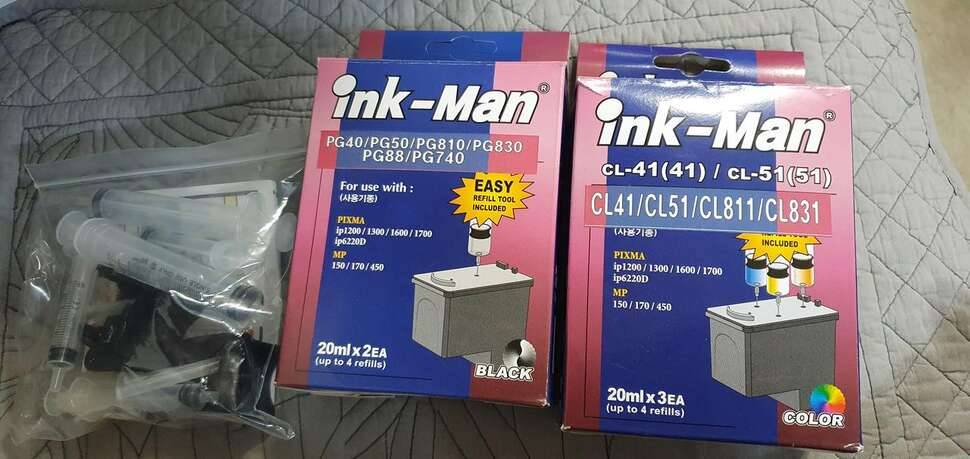 ink-Man®
PG40/PG50/PG810/PG830
PG88/PG740
For use with :
(사용기종)
EASY
REFILL TOOL
INCLUDED
PIXMA
ip1200 / 1300 / 1600 / 1700
ip6220D
MP
150 / 170 / 450
20ml x 2EA
(up to 4 refills)
BLACK
ink-Man®
CL-41(41) / CL-51(51)
CL41/CL51/CL811/CL831
(사용기종)
REFILL TOOL
INCLUDED
PIXMA
ip1200 / 1300 / 1600 / 1700
ip6220D
MP
150 / 170 / 450
20ml x 3EA
(up to 4 refills)
COLOR